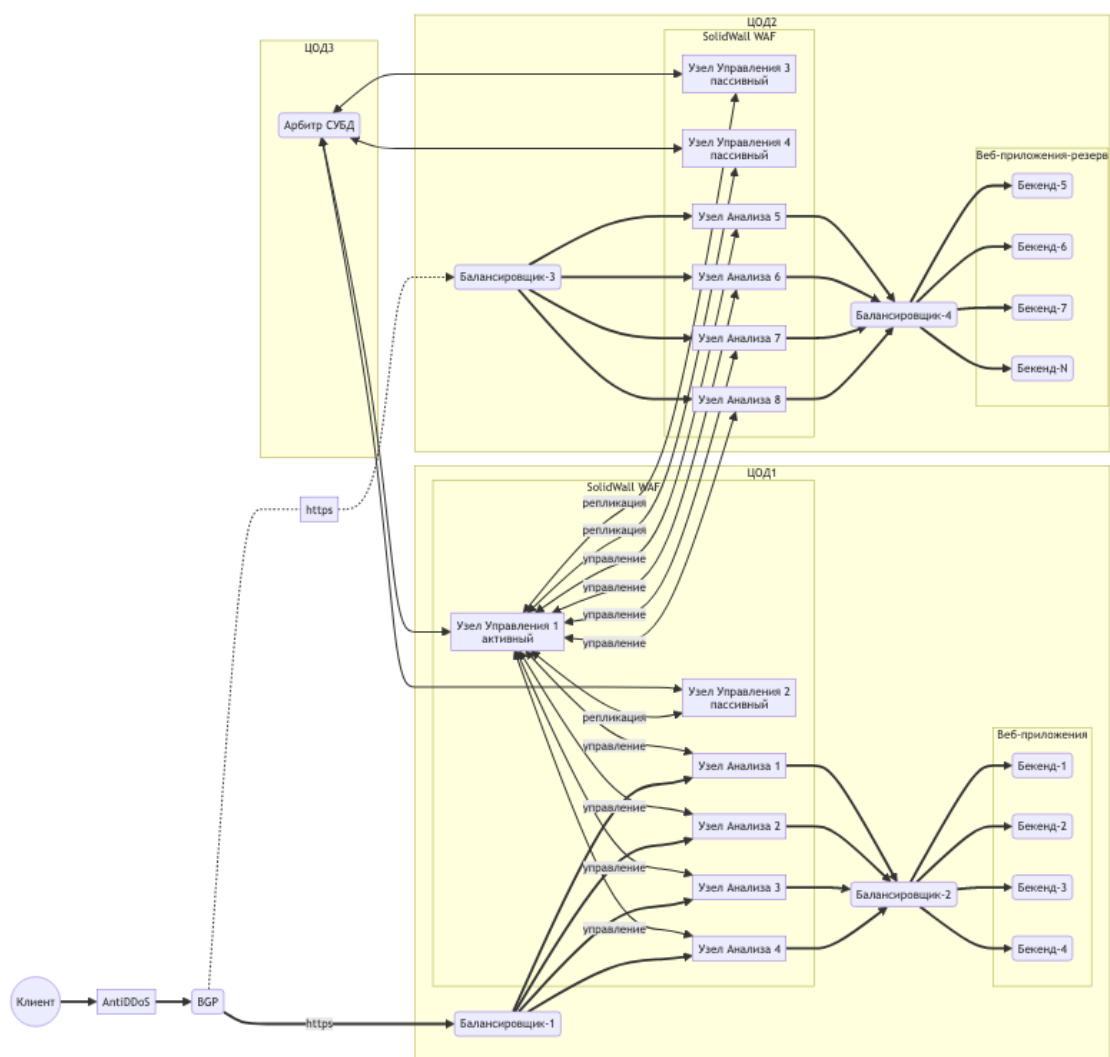 ЦОД2
SolidWall WAF
ЦОД3
Узел Управления 3
пассивный
Арбитр СУБД
Узел Управления 4
пассивный
Веб-приложения-резерв
Бекенд-5
Узел Анализа 5
Бекенд-6
Балансировщик-3
Узел Анализа 6
Бекенд-7
Балансировщик-4
Узел Анализа 7
Бекенд-N
Узел Анализа 8
ЦОД1
SolidWall WAF
репликация
https
репликация
управление
управление
управление
управление
Узел Управления 1
активный
Узел Управления 2
пассивный
репликация
управление
Веб-приложения
Узел Анализа 1
Бекенд-1
управление
Узел Анализа 2
Бекенд-2
управление
Узел Анализа 3
Бекенд-3
Балансировщик-2
управление
Узел Анализа 4
Бекенд-4
Клиент
AntiDDoS
BGP
https
Балансировщик-1